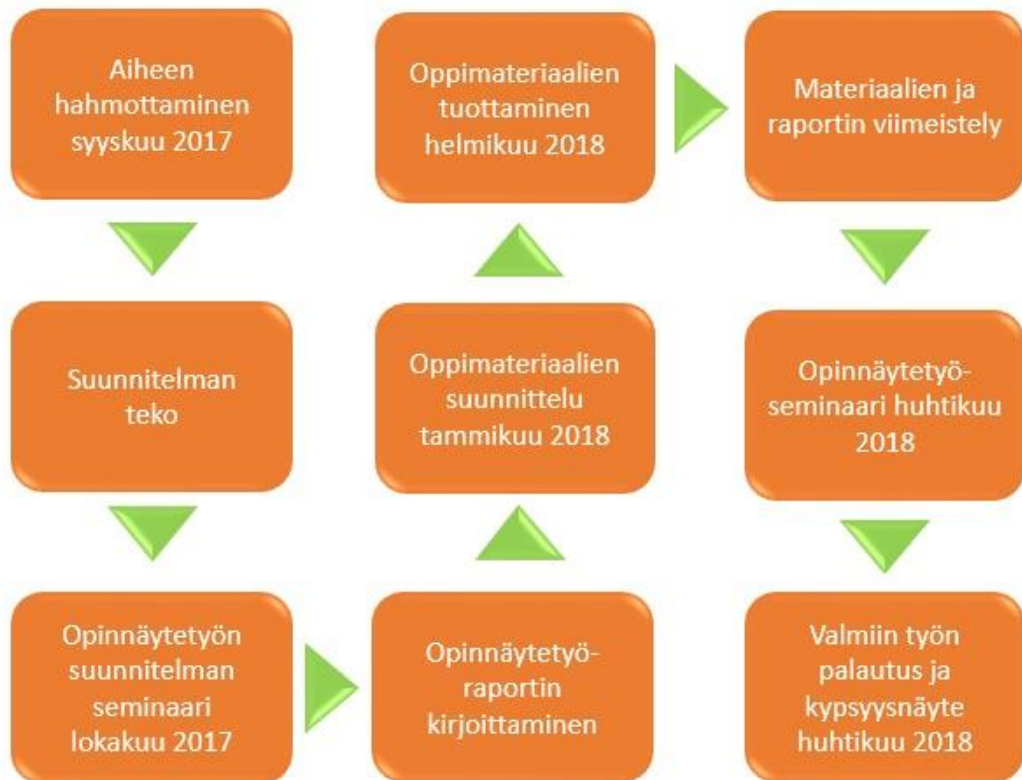 Aiheen
hahmottaminen
syyskuu 2017
Suunnitelman
teko
Opinnäytetyön
suunnitelman
seminaari
lokakuu 2017
Opinnäytetyö-
raportin
kirjoittaminen
Oppimateriaalien
suunnittelu
tammikuu 2018
Oppimateriaalien
tuottaminen
helmikuu 2018
Materiaalien ja
raportin viimeistely
Opinnäytetyö-
seminaari huhtikuu
2018
Valmiin työn
palautus ja
kypsyysnäyte
huhtikuu 2018